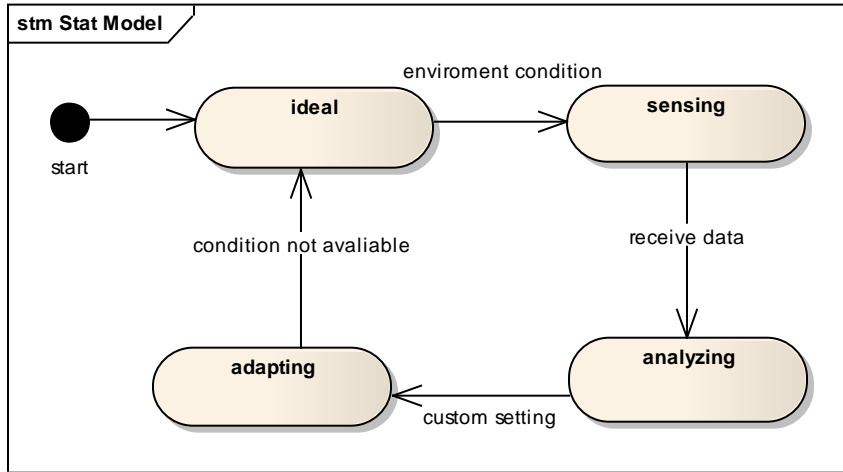 stm Stat Model
enviroment condition
ideal
sensing
start
receive data
condition not avaliable
analyzing
adapting
custom setting